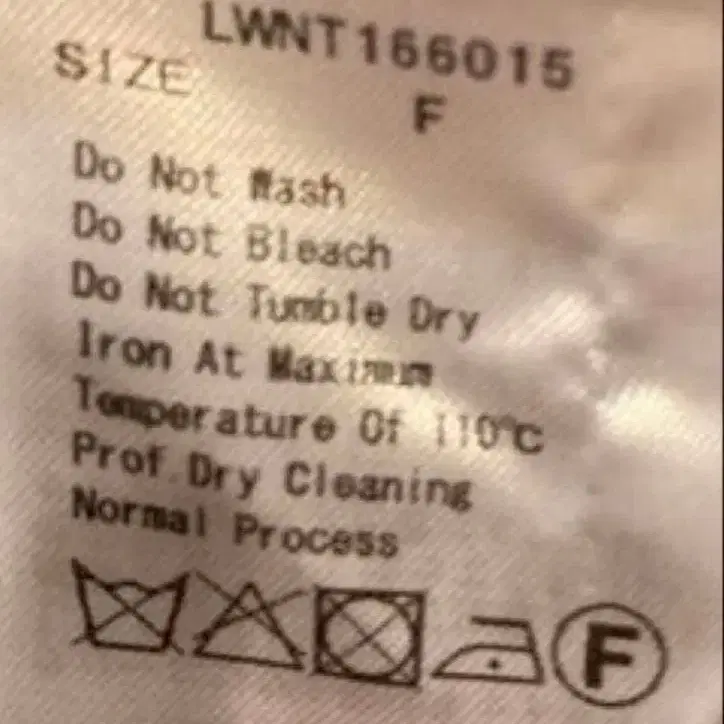 LWNT166015
SIZE
F
Do Not Wash
Do Not Bleach
Do Not Tumble Dry
Iron At Maximum
Temperature Of 110℃
Prof.Dry Cleaning
Normal Process
F